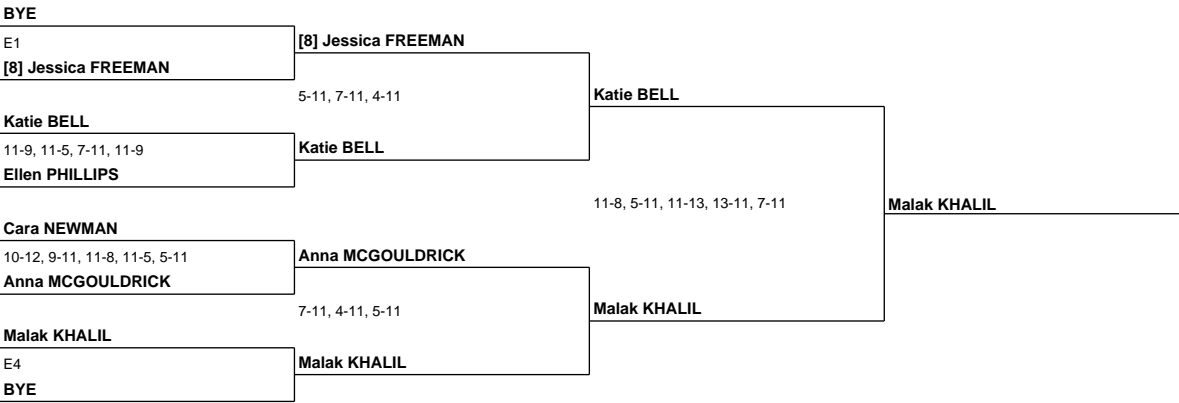 BYE
E1
[8] Jessica FREEMAN
[8] Jessica FREEMAN
5-11, 7-11, 4-11
Katie BELL
Katie BELL
11-9, 11-5, 7-11, 11-9
Katie BELL
Ellen PHILLIPS
11-8, 5-11, 11-13, 13-11, 7-11
Malak KHALIL
Cara NEWMAN
10-12, 9-11, 11-8, 11-5, 5-11
Anna MCGOULDRICK
Anna MCGOULDRICK
7-11, 4-11, 5-11
Malak KHALIL
Malak KHALIL
E4
Malak KHALIL
BYE